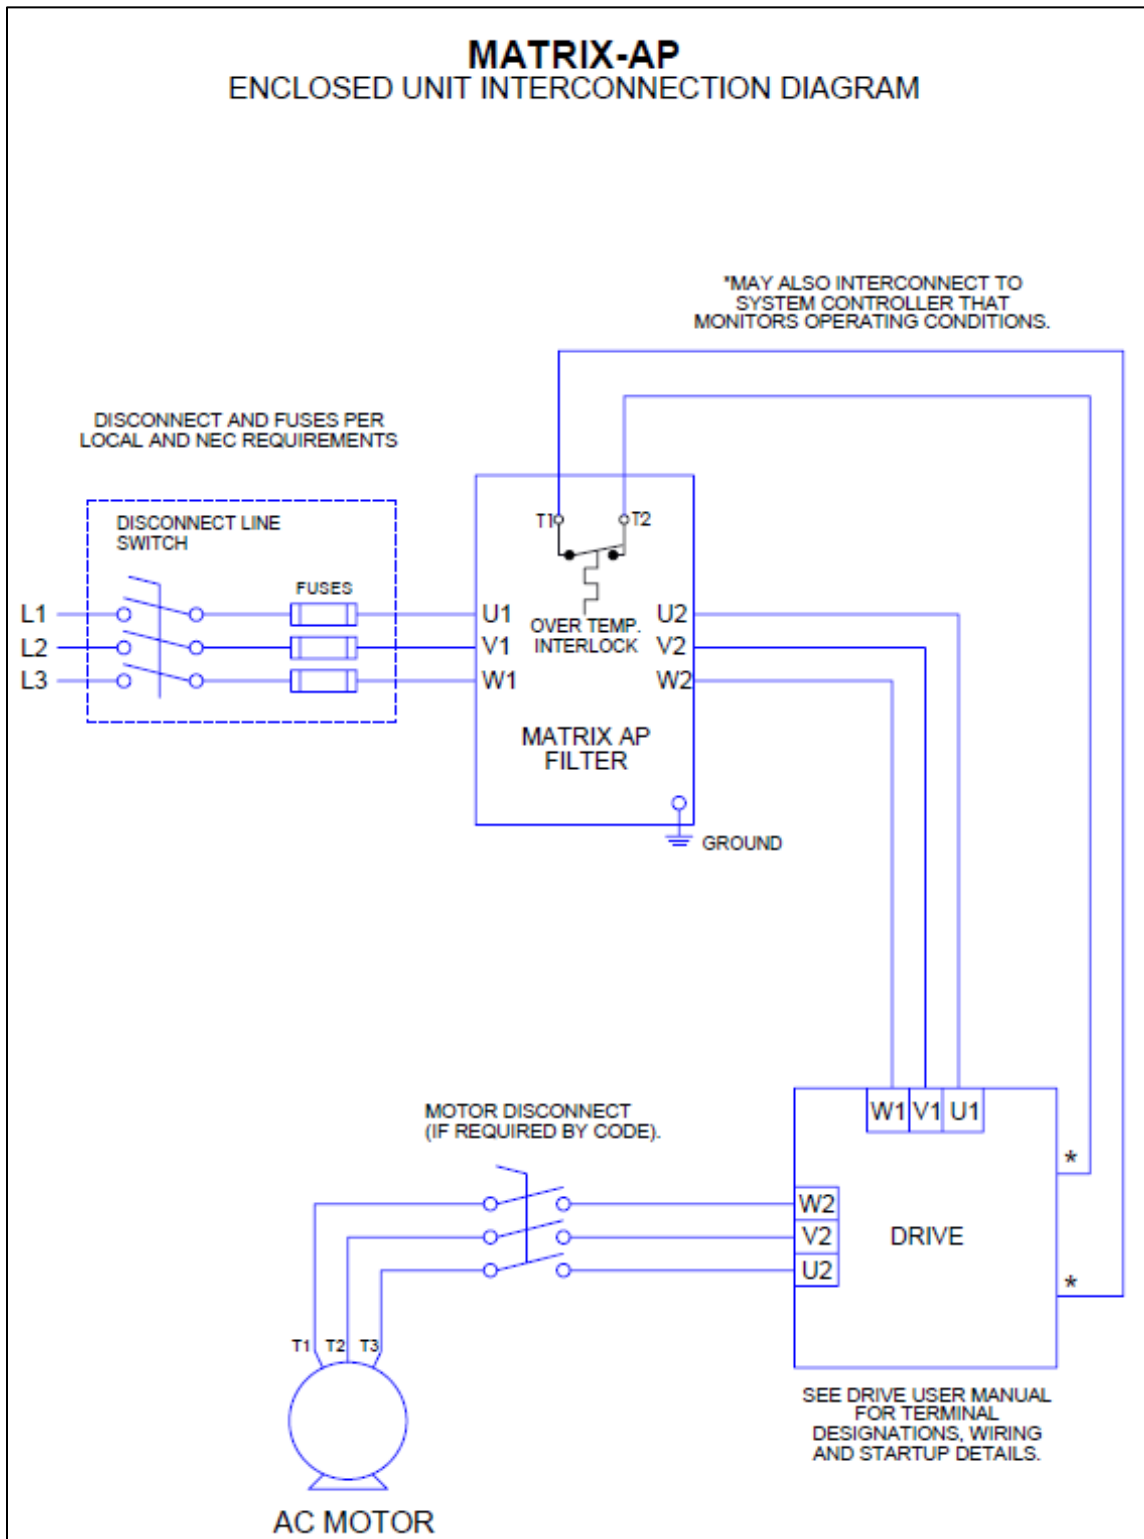 MATRIX-AP
ENCLOSED UNIT INTERCONNECTION DIAGRAM
*MAY ALSO INTERCONNECT TO
SYSTEM CONTROLLER THAT
MONITORS OPERATING CONDITIONS.
DISCONNECT AND FUSES PER
LOCAL AND NEC REQUIREMENTS
DISCONNECT LINE
SWITCH
FUSES
L1
L2
L3
T1
T2
U1
V1
W1
OVER TEMP.
INTERLOCK
U2
V2
W2
MATRIX AP
FILTER
GROUND
MOTOR DISCONNECT
(IF REQUIRED BY CODE).
W1 V1 U1
*
W2
V2
U2
DRIVE
*
T1 T2 T3
SEE DRIVE USER MANUAL
FOR TERMINAL
DESIGNATIONS, WIRING
AND STARTUP DETAILS.
AC MOTOR